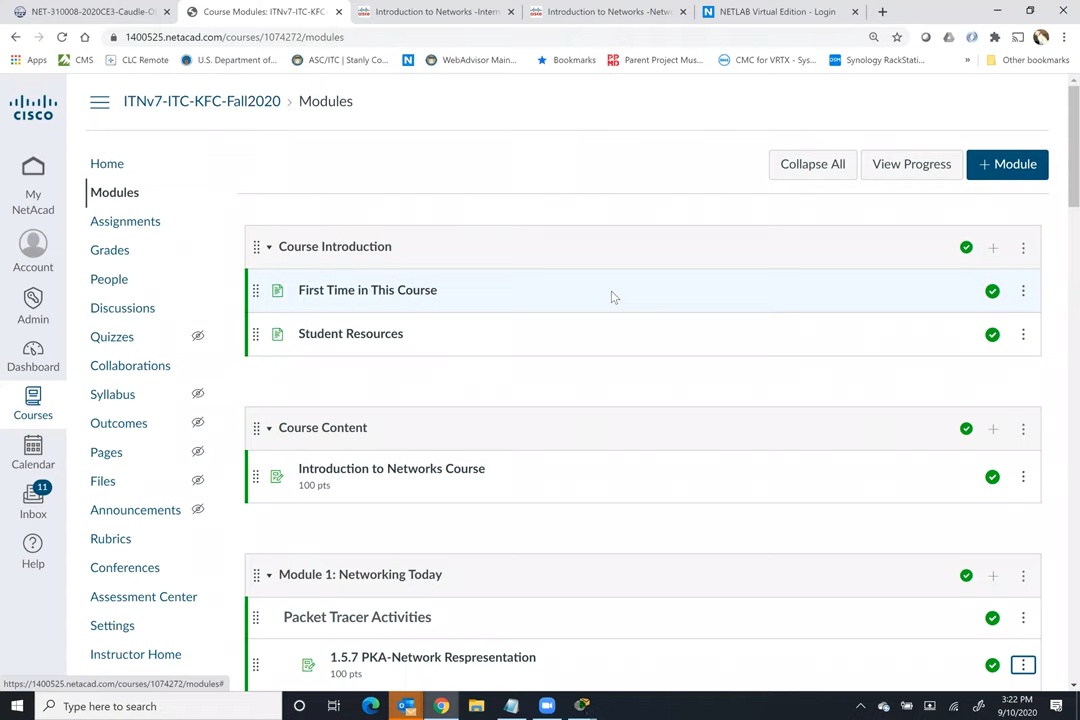 NET-310008-2020CE3-Caudle-O
Course Modules: ITNv7-ITC-KFC-
Introduction to Networks -Intern
Introduction to Networks -Netw
NETLAB Virtual Edition - Login
1400525.netacad.com/courses/1074272/modules
Apps
CMS
CLC Remote
U.S. Department of...
ASC/ITC | Stanly Co...
WebAdvisor Main...
Bookmarks
Parent Project Mus...
CMC for VRTX - Sys...
Synology RackStati...
»
Other bookmarks
CISCO
ITNv7-ITC-KFC-Fall2020 › Modules
Collapse All
View Progress
+ Module
My
NetAcad
Account
Admin
Dashboard
Courses
Calendar
11
Inbox
Help
Home
Modules
Assignments
Grades
People
Discussions
Quizzes
Collaborations
Syllabus
Outcomes
Pages
Files
Announcements
Rubrics
Conferences
Assessment Center
Settings
Instructor Home
Course Introduction
First Time in This Course
Student Resources
Course Content
Introduction to Networks Course
100 pts
Module 1: Networking Today
Packet Tracer Activities
1.5.7 PKA-Network Respresentation
100 pts
https://1400525.netacad.com/courses/1074272/modules#
Type here to search
3:22 PM
9/10/2020